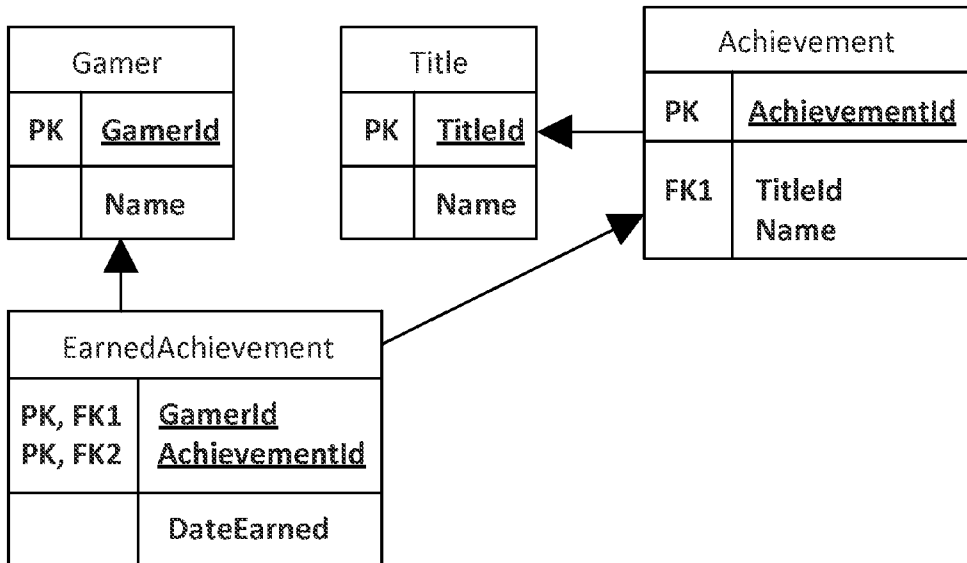 Gamer
PK GamerId
Name
Title
PK TitleId
Name
Achievement
PK AchievementId
FK1 TitleId
Name
EarnedAchievement
PK, FK1 GamerId
PK, FK2 AchievementId
DateEarned